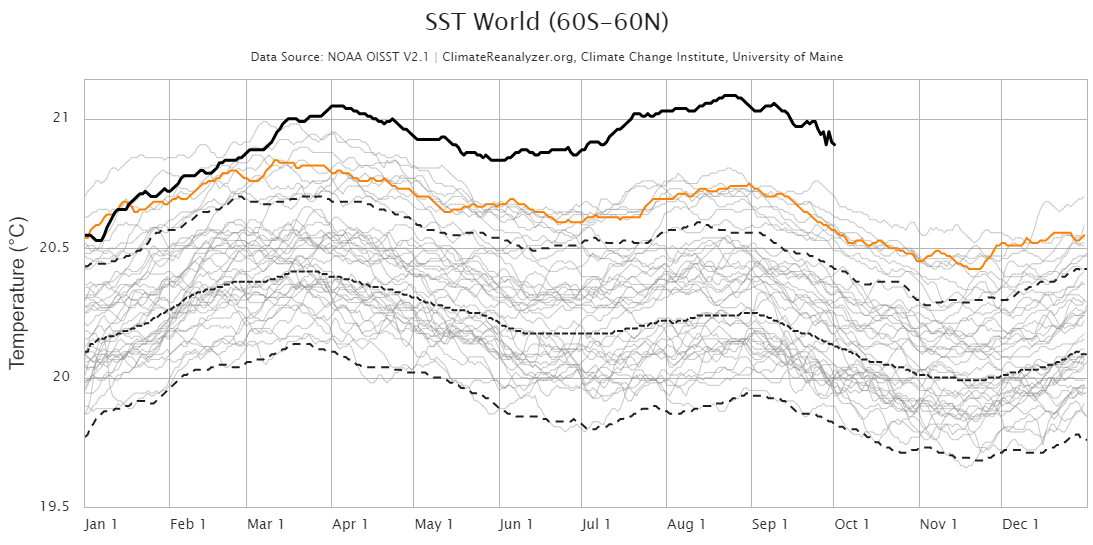 SST World (60S-60N)
Data Source: NOAA OISST V2.1 | ClimateReanalyzer.org, Climate Change Institute, University of Maine
Temperature (°C)
21
20.5
20
19.5
Jan 1 Feb 1 Mar 1 Apr 1 May 1 Jun 1 Jul 1 Aug 1 Sep 1 Oct 1 Nov 1 Dec 1